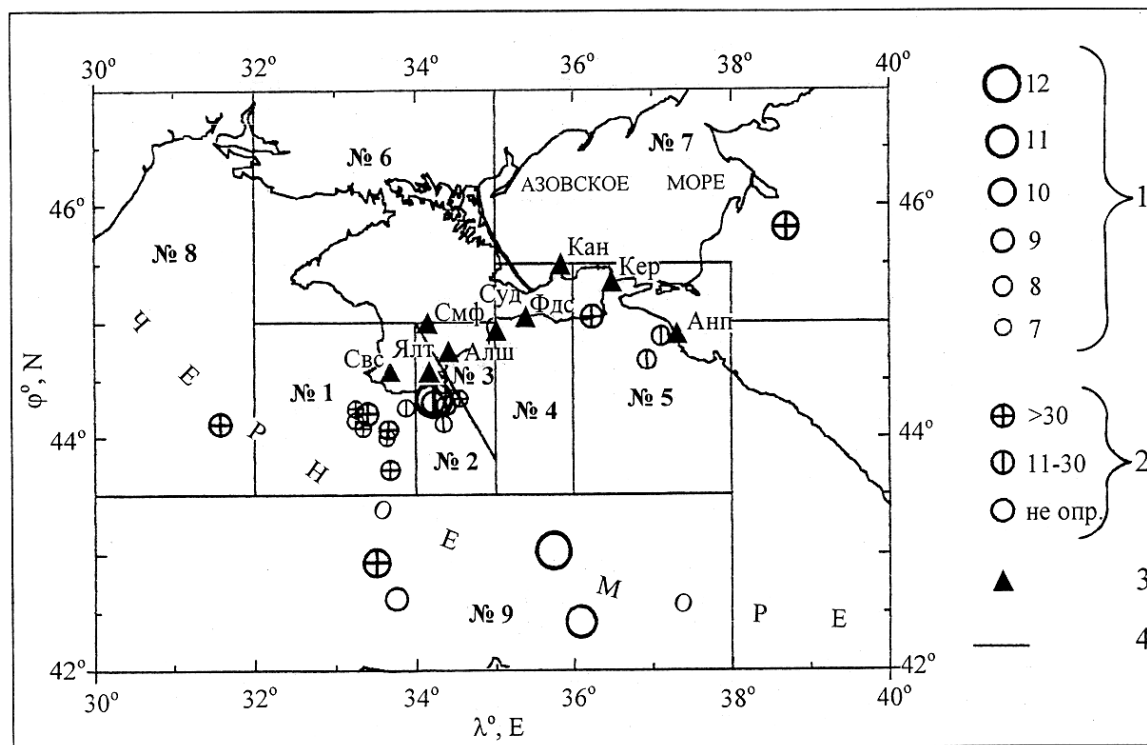 30° 32° 34° 36° 38° 40°
12
11
10
9
8
7
1
№ 7
№ 6
АЗОВСКОЕ МОРЕ
46° 46°
№ 8
Кан
Кер
Суд
Фдс
Смф
Анп
Свс
Ялт
Алш
№ 3
№ 1
№ 4
№ 5
№ 2
φ°, N
44° 44°
Ч Е Р Н О Е М О Р Е
>30
11-30
не опр.
2
№ 9
3
4
42° 42°
30° 32° 34° 36° 38° 40°
λ°, E